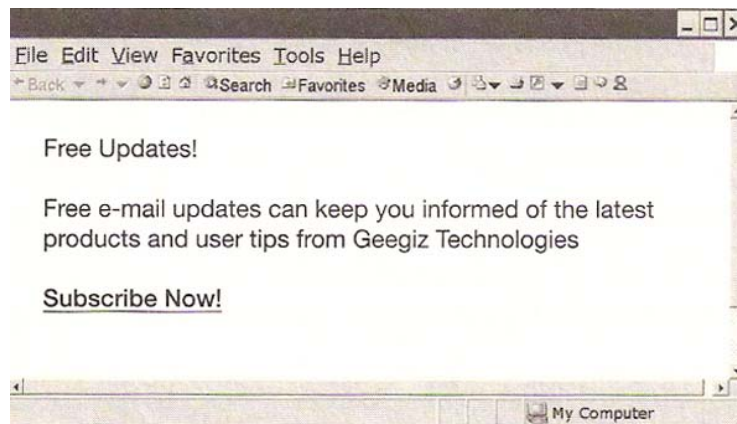 File Edit View Favorites Tools Help
Back Search Favorites Media
Free Updates!
Free e-mail updates can keep you informed of the latest
products and user tips from Geegiz Technologies
Subscribe Now!
My Computer